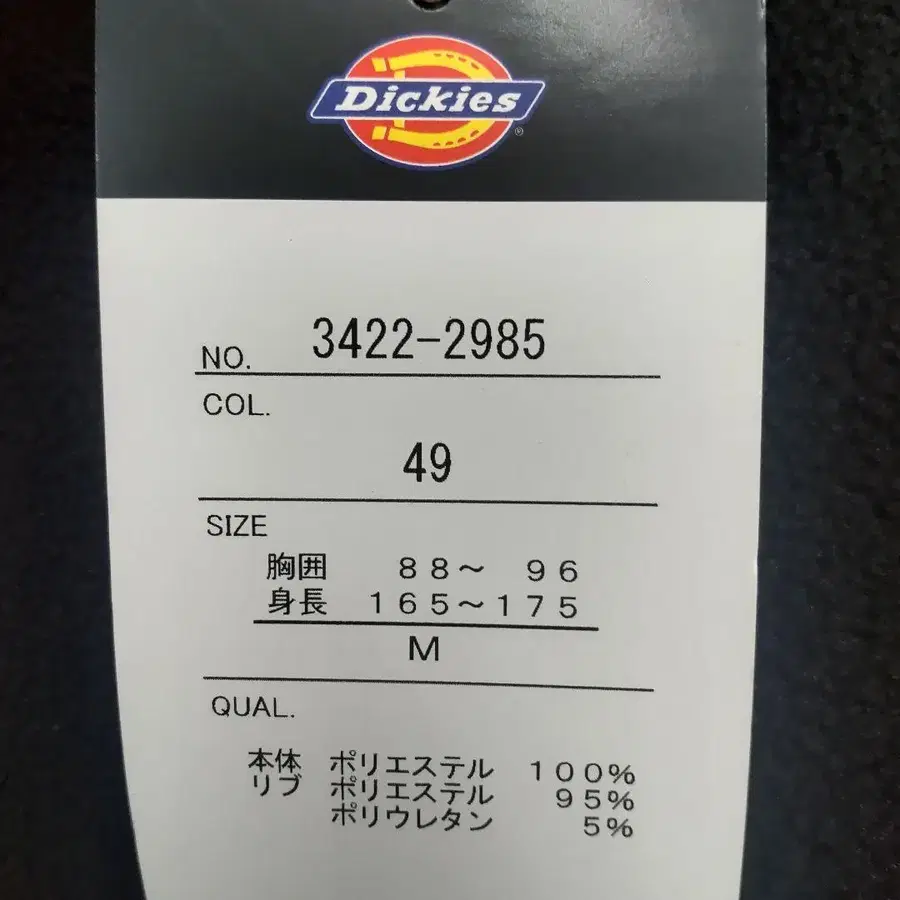 Dickies®
NO. 3422-2985
COL.
49
SIZE
胸囲 88～ 96
身長 165～175
M
QUAL.
本体 ポリエステル 100%
リブ ポリエステル 95%
ポリウレタン 5%